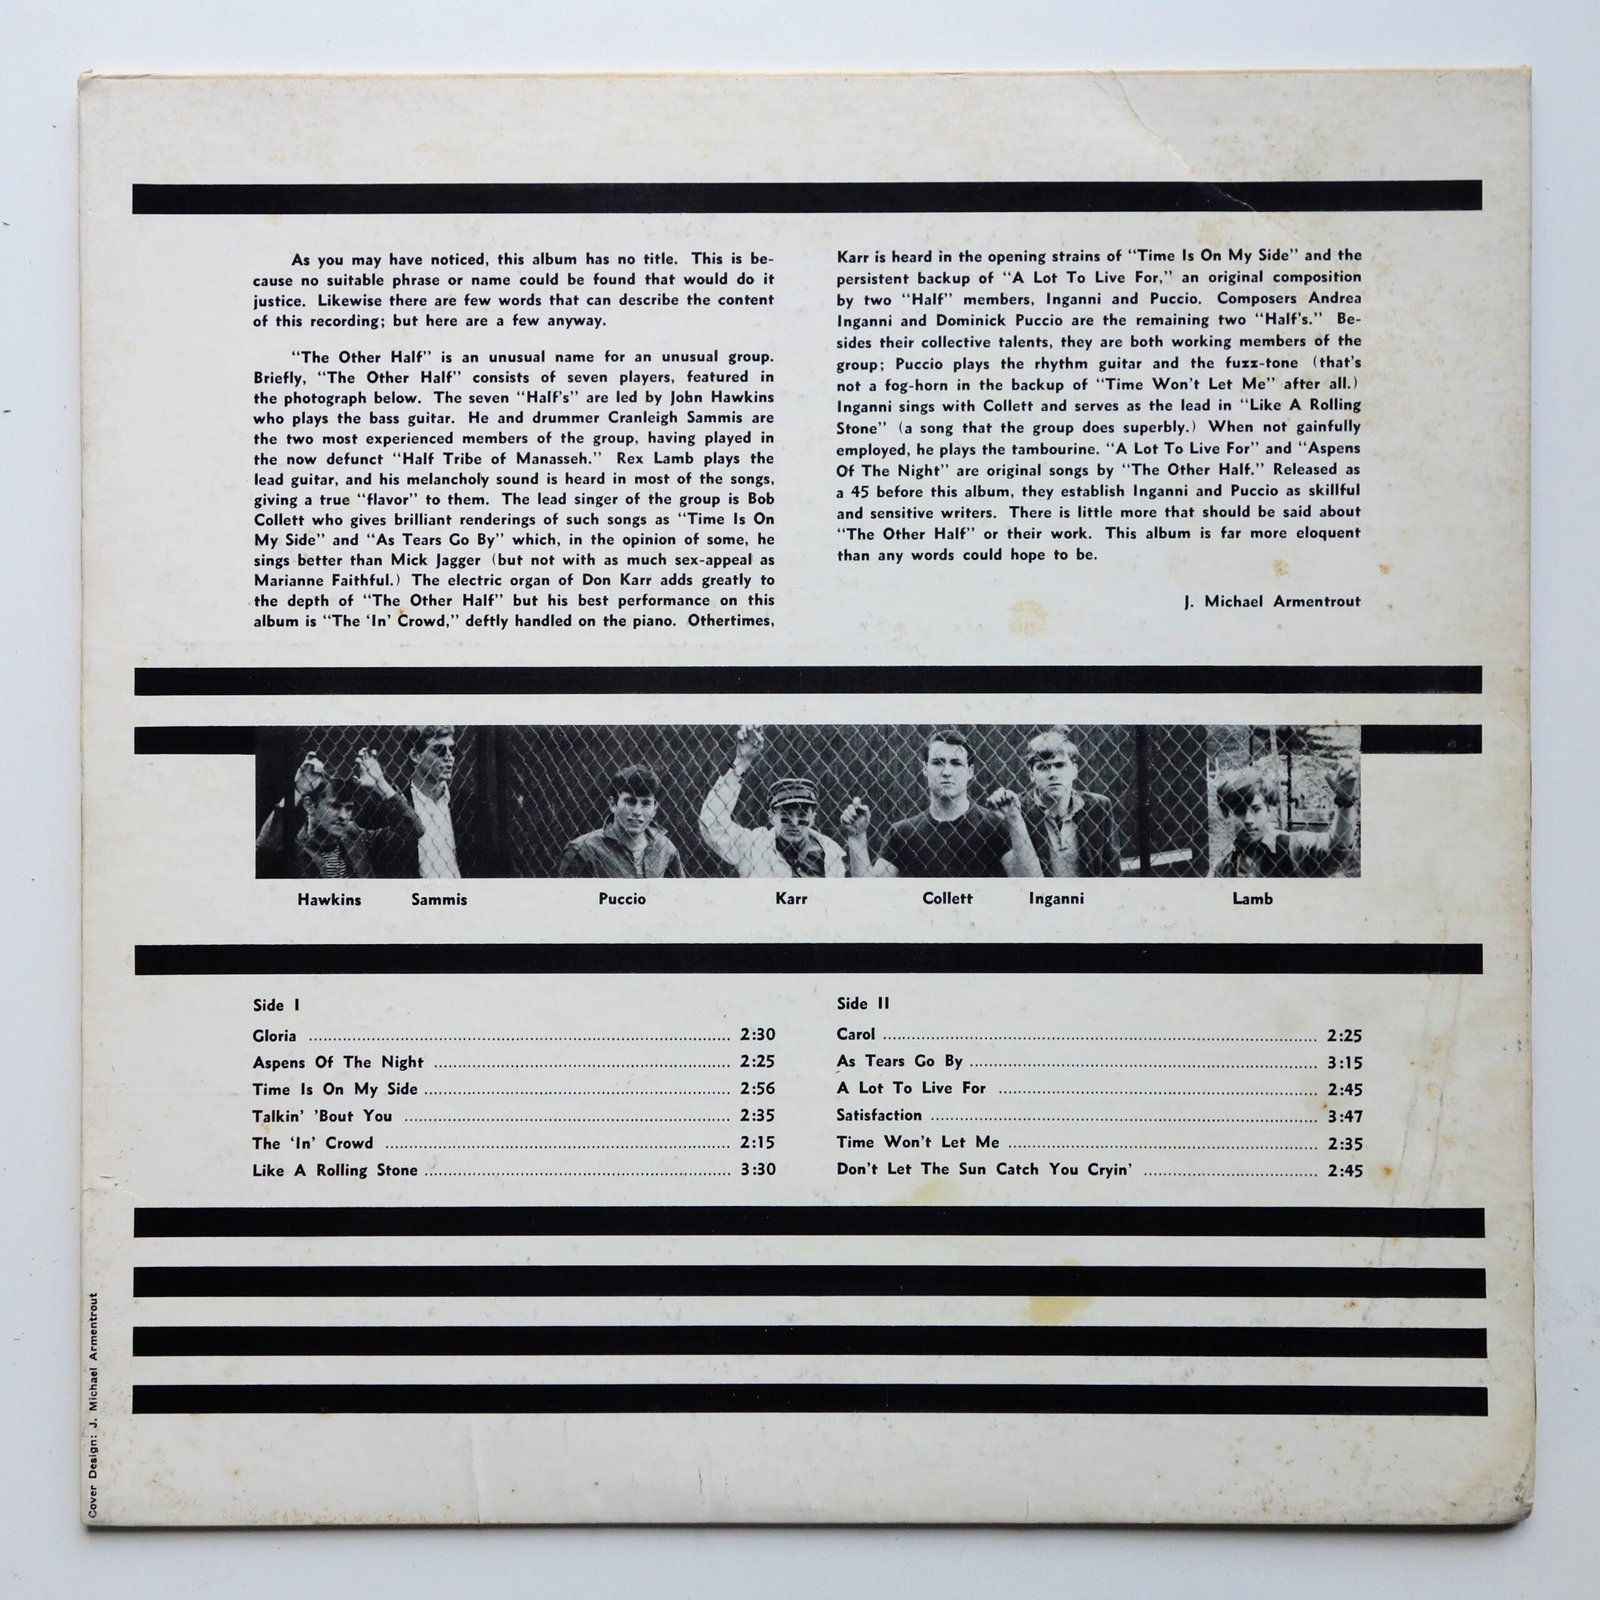 As you may have noticed, this album has no title. This is be-
cause no suitable phrase or name could be found that would do it
justice. Likewise there are few words that can describe the content
of this recording; but here are a few anyway.
“The Other Half” is an unusual name for an unusual group.
Briefly, “The Other Half” consists of seven players, featured in
the photograph below. The seven “Half's” are led by John Hawkins
who plays the bass guitar. He and drummer Cranleigh Sammis are
the two most experienced members of the group, having played in
the now defunct “Half Tribe of Manasseh.” Rex Lamb plays the
lead guitar, and his melancholy sound is heard in most of the songs,
giving a true “flavor” to them. The lead singer of the group is Bob
Collett who gives brilliant renderings of such songs as “Time Is On
My Side” and “As Tears Go By” which, in the opinion of some, he
sings better than Mick Jagger (but not with as much sex-appeal as
Marianne Faithful.) The electric organ of Don Karr adds greatly to
the depth of “The Other Half” but his best performance on this
album is “The ‘In’ Crowd,” deftly handled on the piano. Othertimes,
Karr is heard in the opening strains of “Time Is On My Side” and the
persistent backup of “A Lot To Live For,” an original composition
by two “Half” members, Inganni and Puccio. Composers Andrea
Inganni and Dominick Puccio are the remaining two “Half's.” Be-
sides their collective talents, they are both working members of the
group; Puccio plays the rhythm guitar and the fuzz-tone (that's
not a fog-horn in the backup of “Time Won't Let Me” after all.)
Inganni sings with Collett and serves as the lead in “Like A Rolling
Stone” (a song that the group does superbly.) When not gainfully
employed, he plays the tambourine. “A Lot To Live For” and “Aspens
Of The Night” are original songs by “The Other Half.” Released as
a 45 before this album, they establish Inganni and Puccio as skillful
and sensitive writers. There is little more that should be said about
“The Other Half” or their work. This album is far more eloquent
than any words could hope to be.
J. Michael Armentrout
Hawkins Sammis Puccio Karr Collett Inganni Lamb
Side I
Gloria 2:30
Aspens Of The Night 2:25
Time Is On My Side 2:56
Talkin' 'Bout You 2:35
The ‘In’ Crowd 2:15
Like A Rolling Stone 3:30
Side II
Carol 2:25
As Tears Go By 3:15
A Lot To Live For 2:45
Satisfaction 3:47
Time Won't Let Me 2:35
Don't Let The Sun Catch You Cryin' 2:45
Cover Design: J. Michael Armentrout